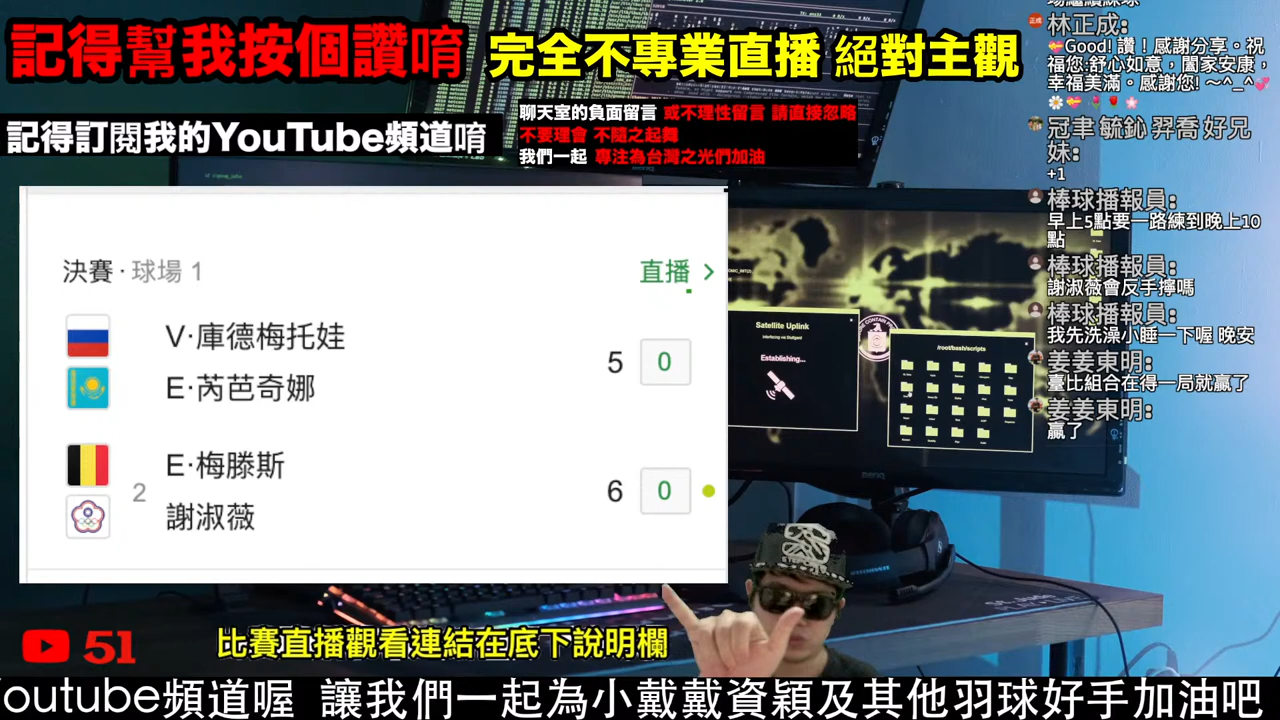 記得幫我按個讚唷
完全不專業直播 絕對主觀
記得訂閱我的YouTube頻道唷
聊天室的負面留言 或不理性留言 請直接忽略
不要理會 不隨之起舞
我們一起 專注為台灣之光們加油
決賽 · 球場 1
直播
V·庫德梅托娃
E·芮芭奇娜
5 0
2
E·梅滕斯
謝淑薇
6 0
Satellite Uplink
Establishing...
/root/bash/scripts
BENQ
林正成:
Good! 讚！感謝分享。祝
福您:舒心如意，闔家安康，
幸福美滿。感謝您! ～^_^
冠聿 毓鈊 羿喬 好兄
妹:
+1
棒球播報員:
早上5點要一路練到晚上10
點
棒球播報員:
謝淑薇會反手擰嗎
棒球播報員:
我先洗澡小睡一下喔 晚安
姜姜東明:
臺比組合在得一局就贏了
姜姜東明:
贏了
51
比賽直播觀看連結在底下說明欄
Youtube頻道喔 讓我們一起為小戴戴資穎及其他羽球好手加油吧